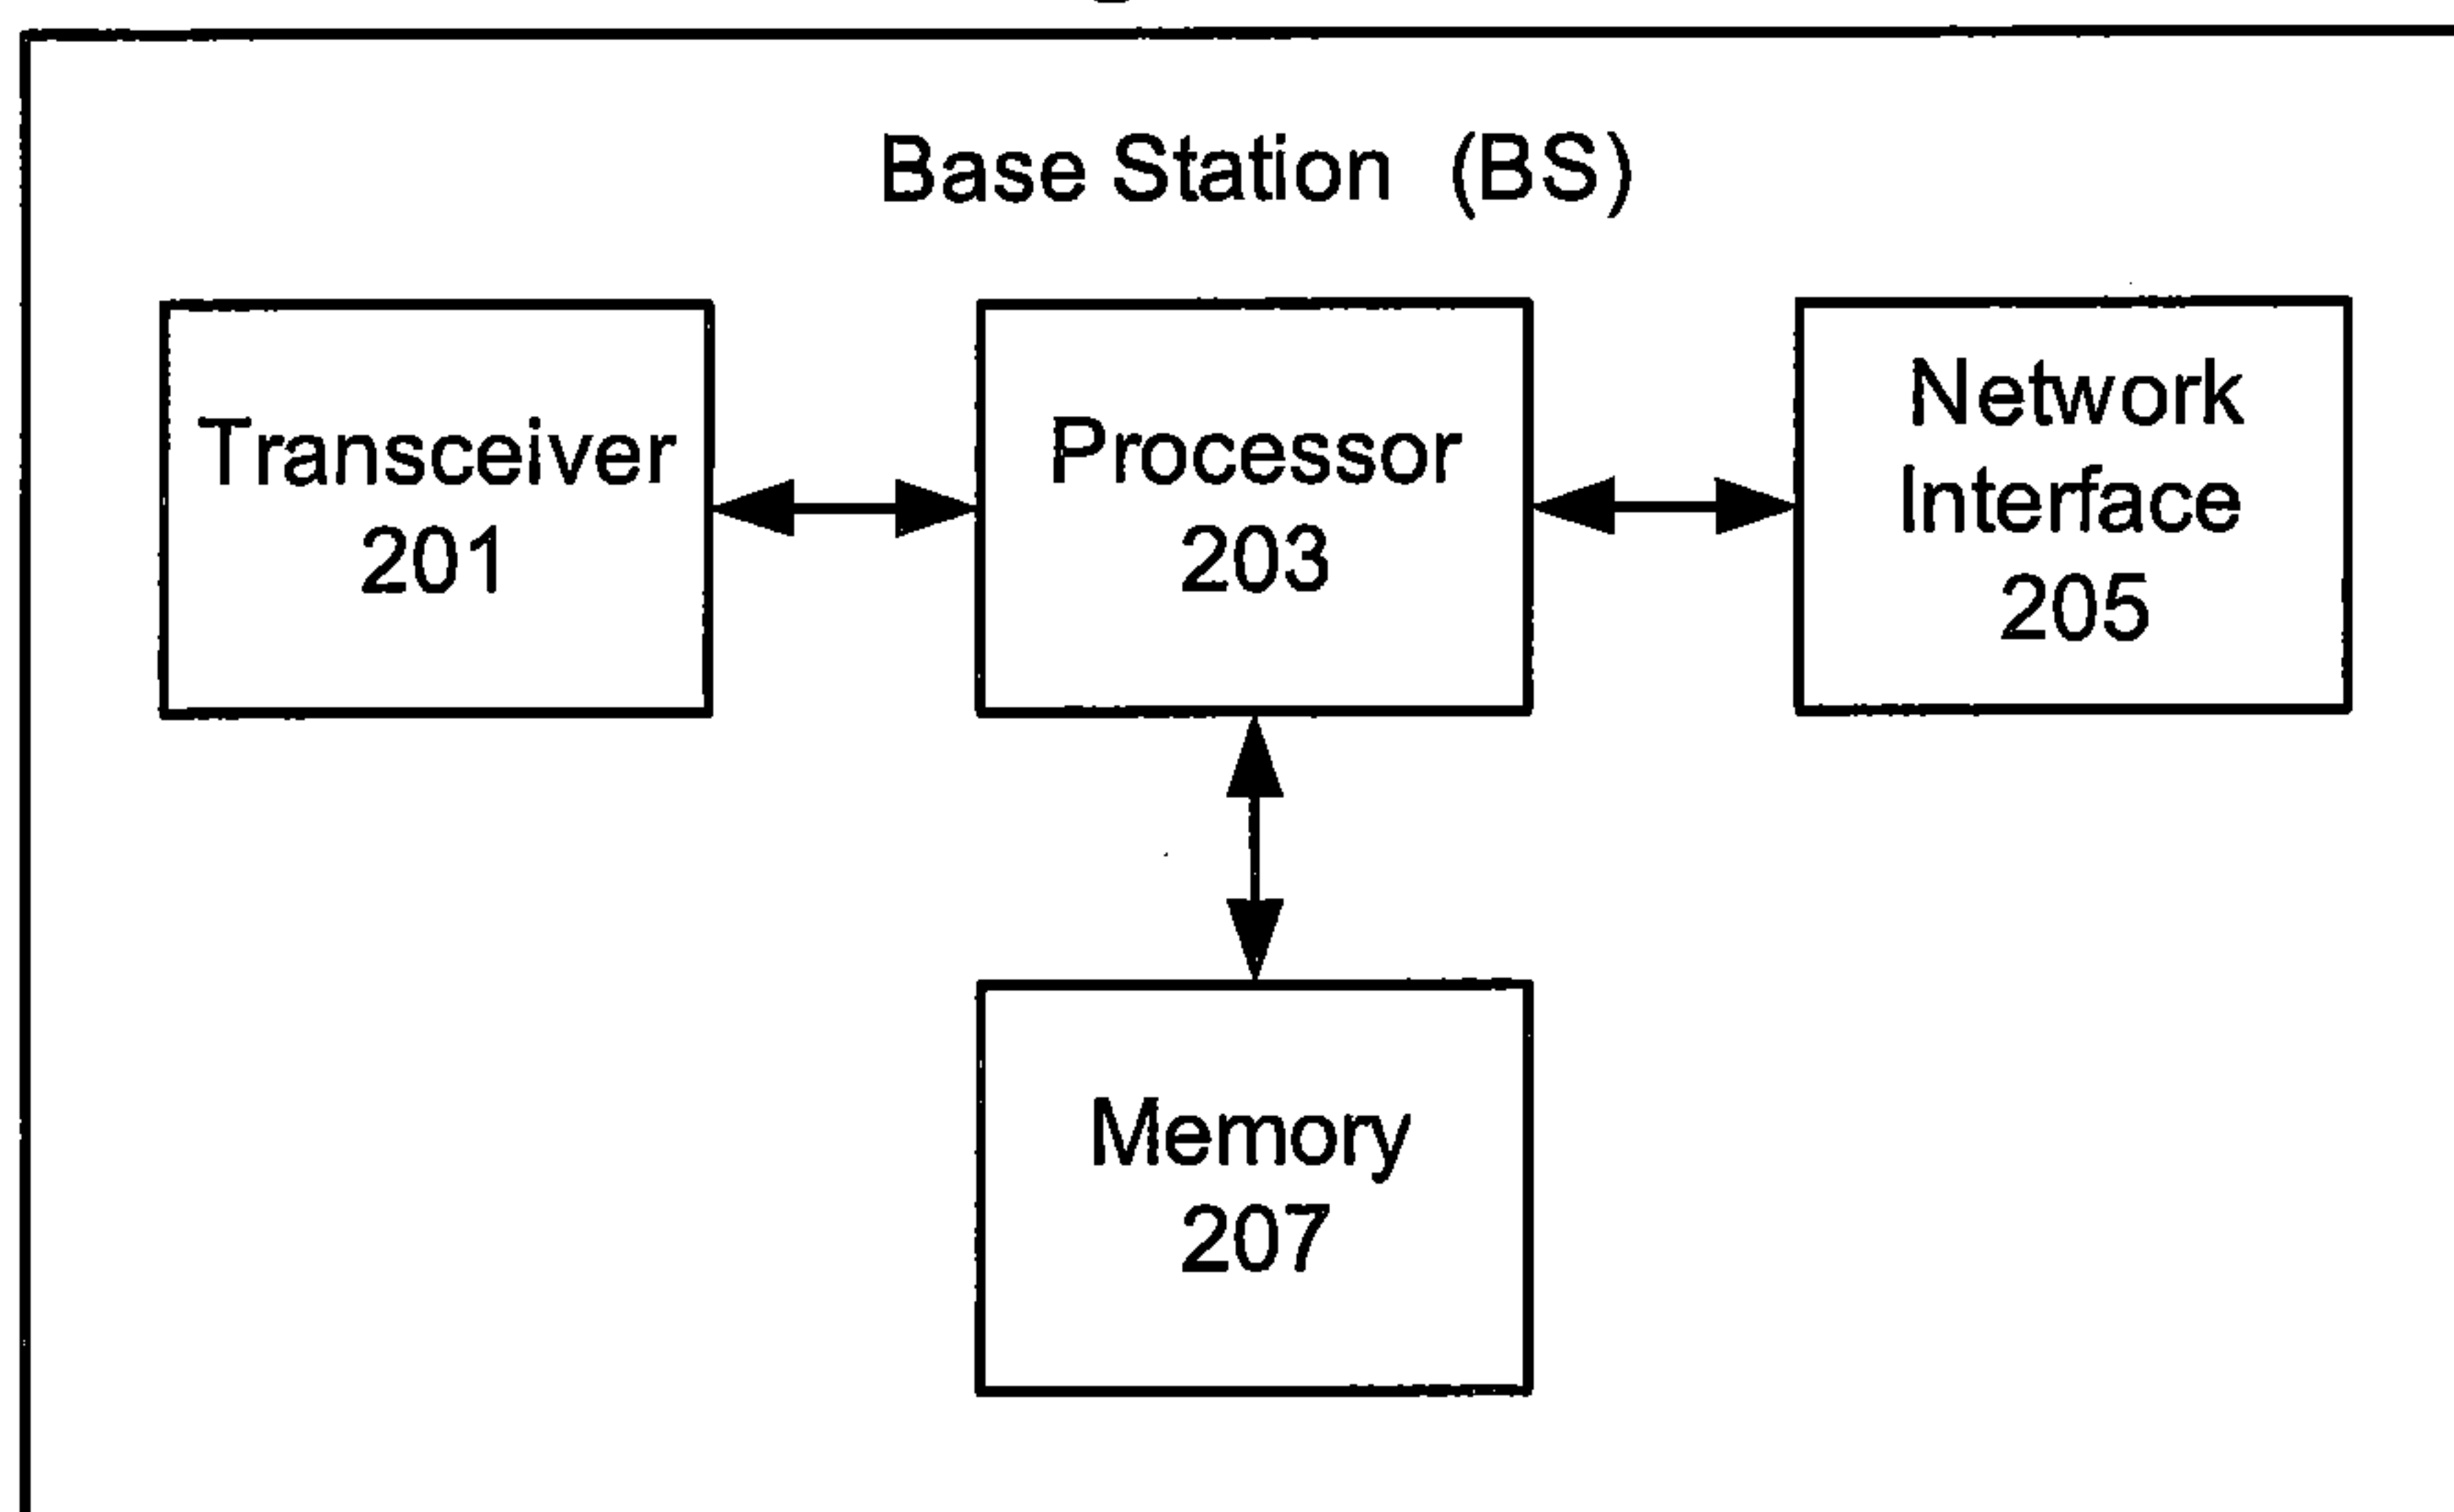 Base Station (BS)
Transceiver
201
Processor
203
Network
Interface
205
Memory
207